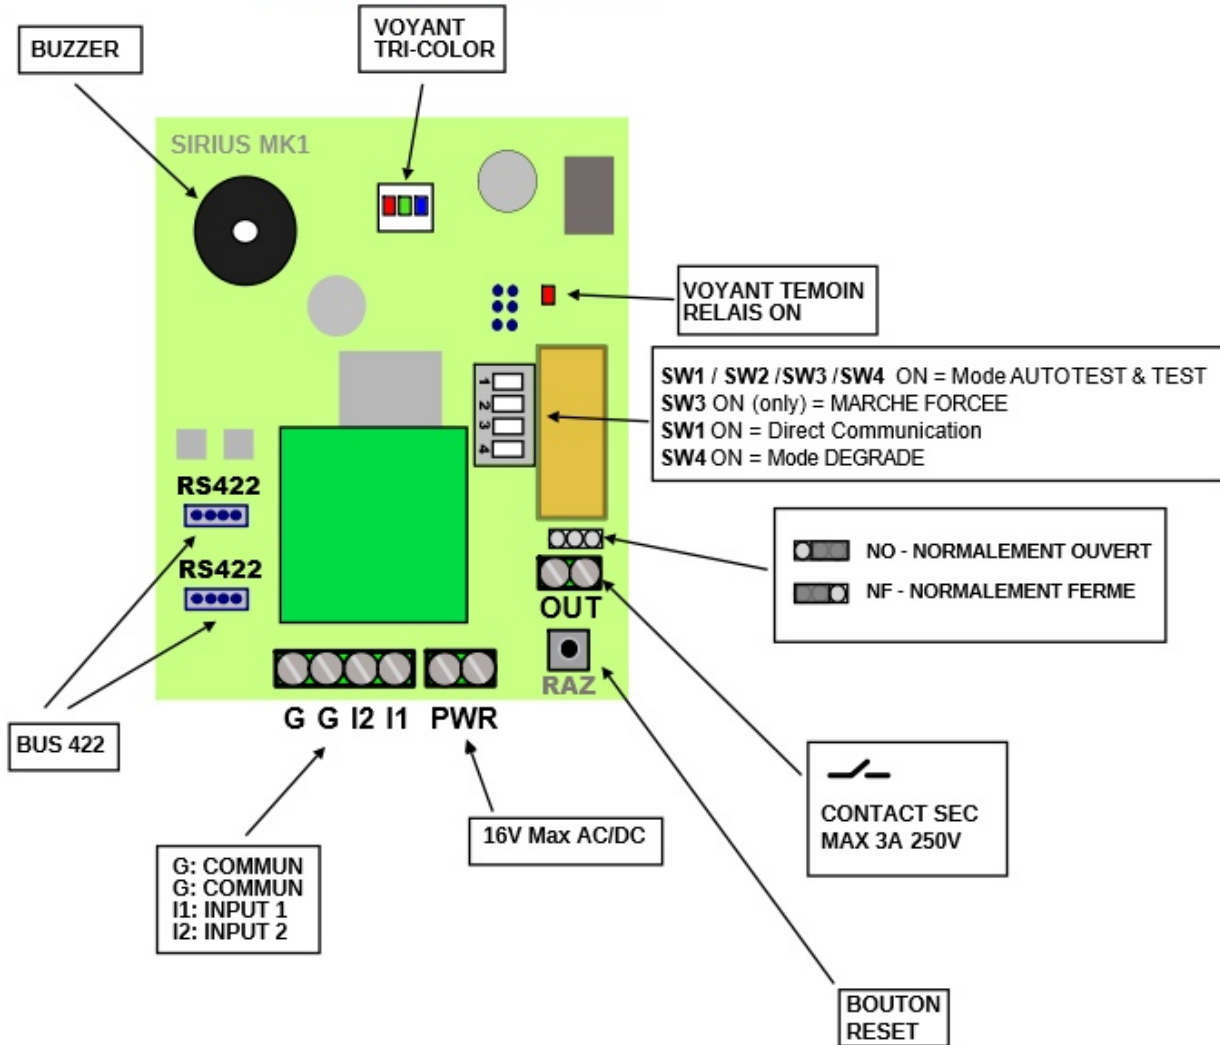 BUZZER
VOYANT
TRI-COLOR
SIRIUS MK1
VOYANT TEMOIN
RELAIS ON
1
2
3
4
SW1 / SW2 /SW3 /SW4 ON = Mode AUTOTEST & TEST
SW3 ON (only) = MARCHE FORCEE
SW1 ON = Direct Communication
SW4 ON = Mode DEGRADE
RS422
RS422
NO - NORMALEMENT OUVERT
NF - NORMALEMENT FERME
OUT
RAZ
G G I2 I1 PWR
BUS 422
16V Max AC/DC
CONTACT SEC
MAX 3A 250V
G: COMMUN
G: COMMUN
I1: INPUT 1
I2: INPUT 2
BOUTON
RESET